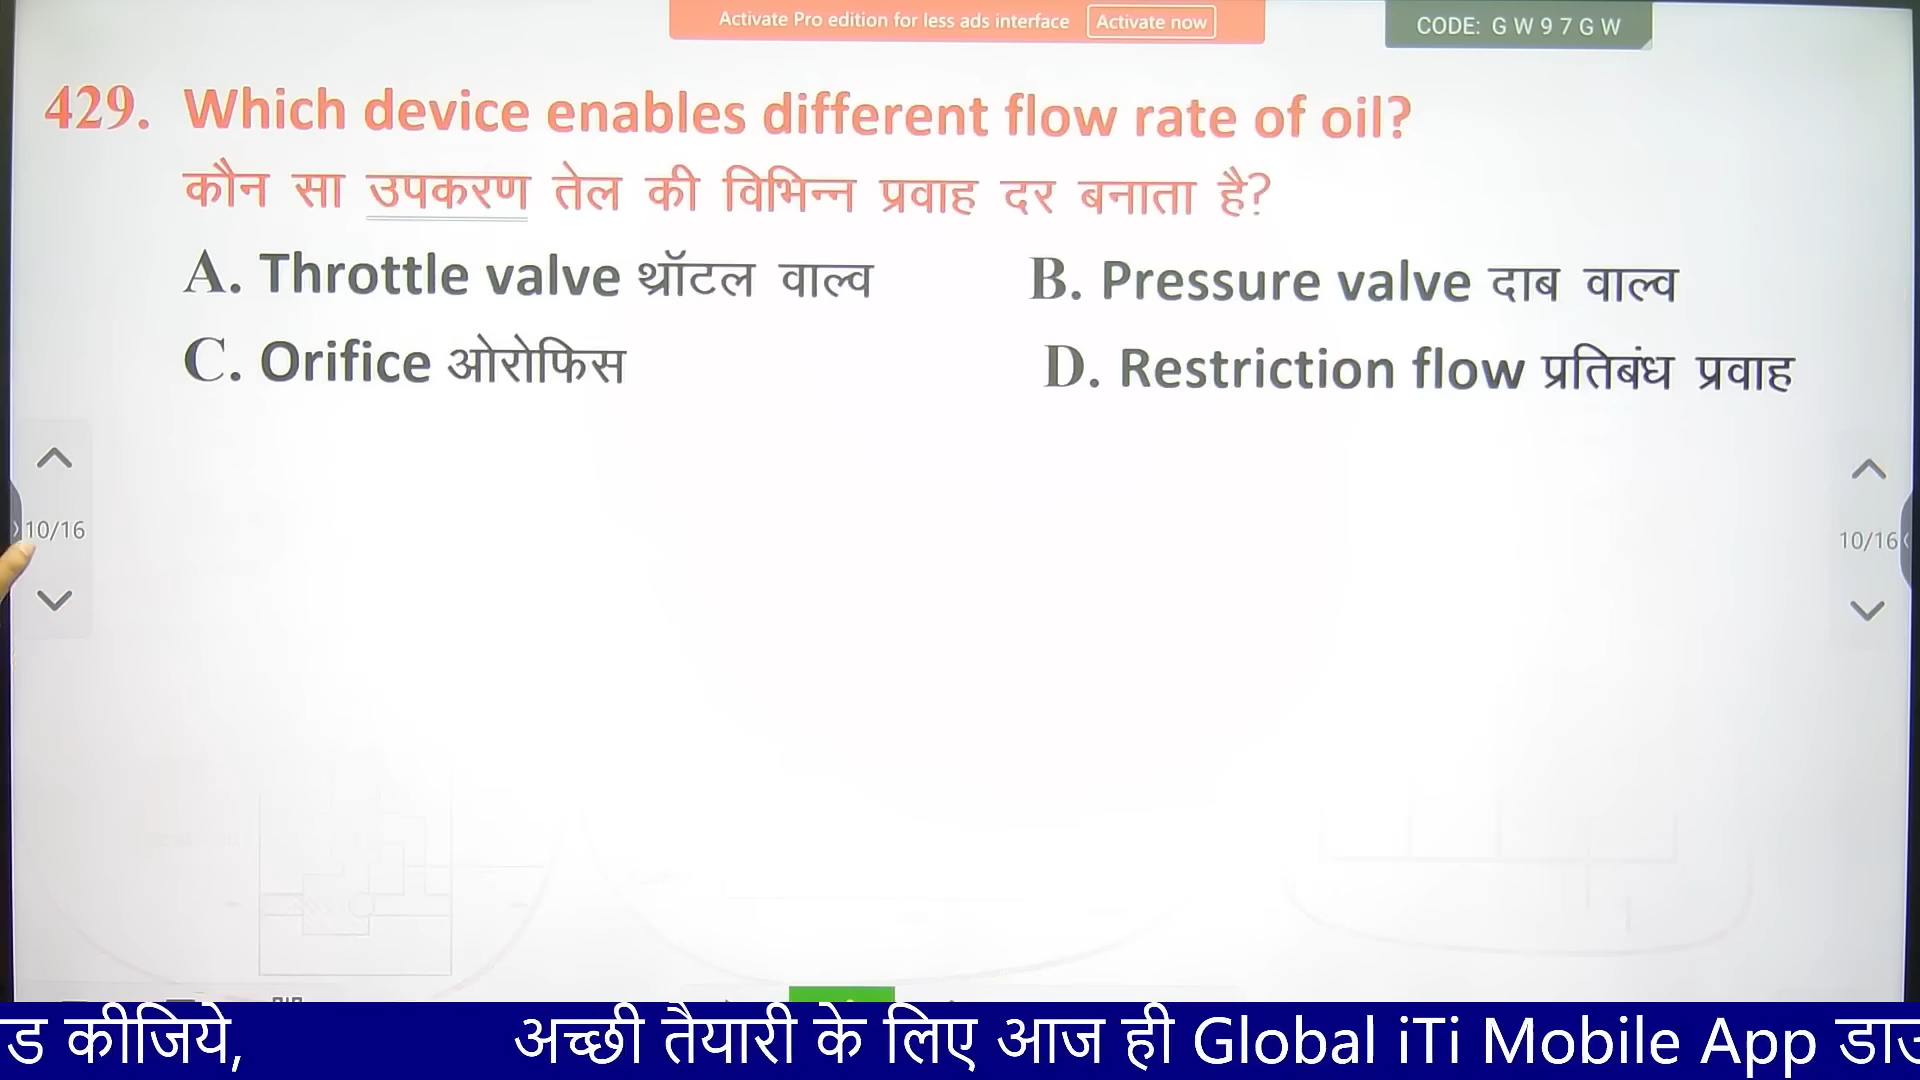 Activate Pro edition for less ads interface Activate now
CODE: G W 9 7 G W
429. Which device enables different flow rate of oil?
कौन सा उपकरण तेल की विभिन्न प्रवाह दर बनाता है?
A. Throttle valve थ्रॉटल वाल्व B. Pressure valve दाब वाल्व
C. Orifice ओरोफिस D. Restriction flow प्रतिबंध प्रवाह
10/16 10/16
ड कीजिये, अच्छी तैयारी के लिए आज ही Global iTi Mobile App